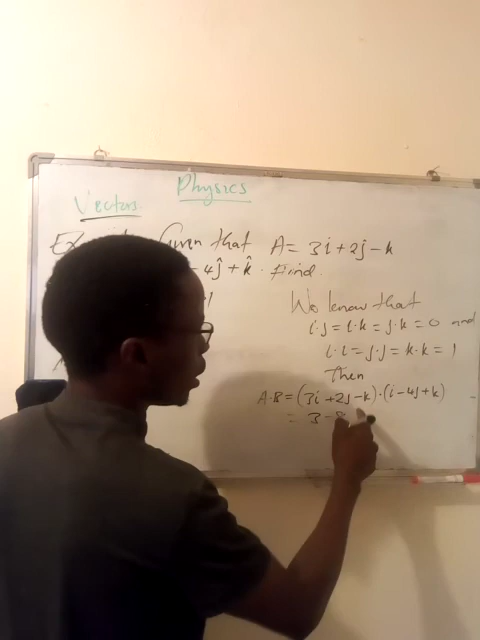 Physics
Vectors.
Given that A = 3i + 2j - k
- 4ĵ + k̂. Find
We know that
i·j = i·k = j·k = 0 and
i·i = j·j = k·k = 1
Then
A·B = (3i + 2j - k)·(i - 4j + k)
= 3 - 8